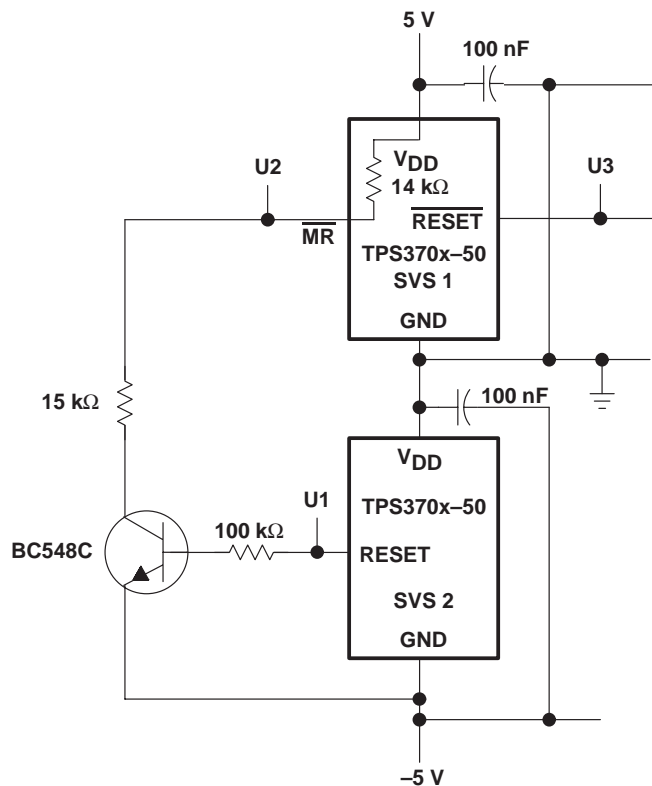 5 V
100 nF
U2
VDD
14 kΩ
U3
MR
RESET
TPS370x–50
SVS 1
GND
15 kΩ
100 nF
VDD
U1
TPS370x–50
100 kΩ
BC548C
RESET
SVS 2
GND
–5 V